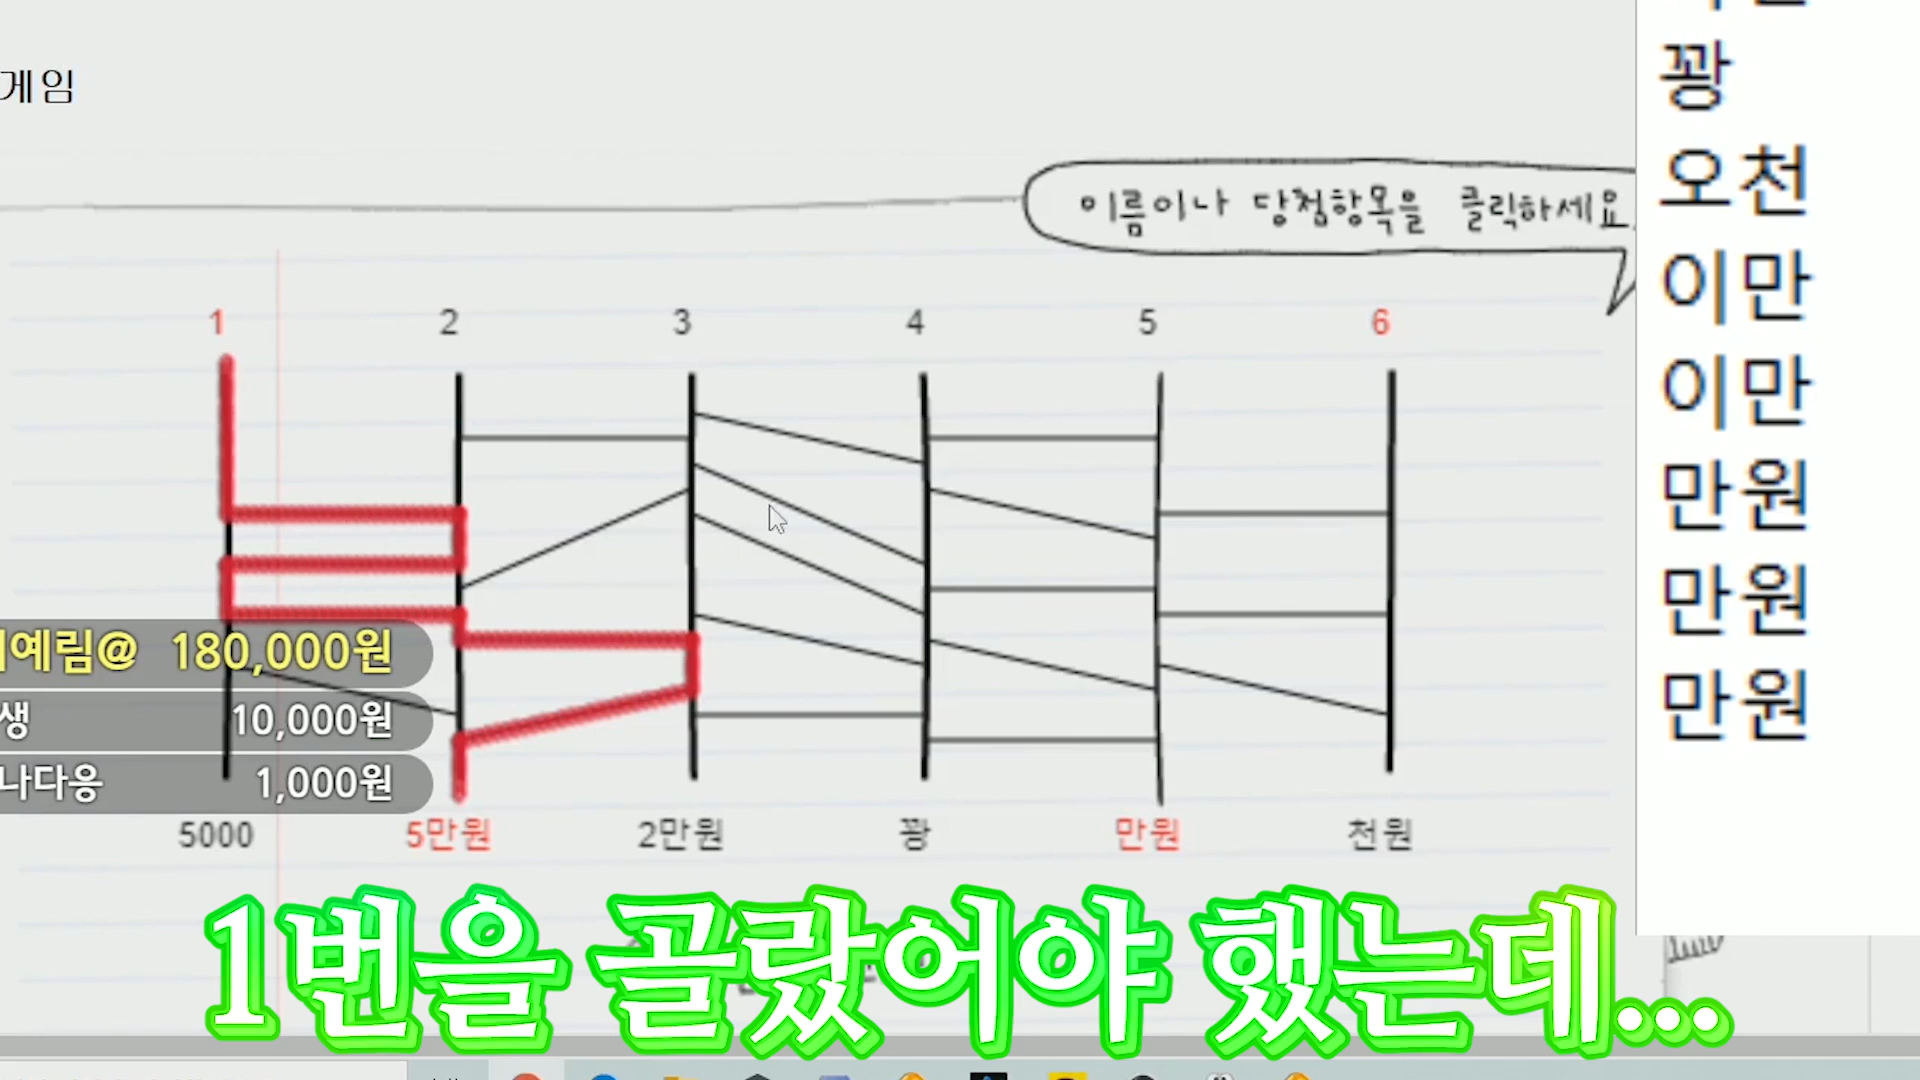 게임
이름이나 당첨항목을 클릭하세요.
1 2 3 4 5 6
예림@ 180,000원
생 10,000원
나다응 1,000원
5000 5만원 2만원 꽝 만원 천원
꽝
오천
이만
이만
만원
만원
만원
1번을 골랐어야 했는데...